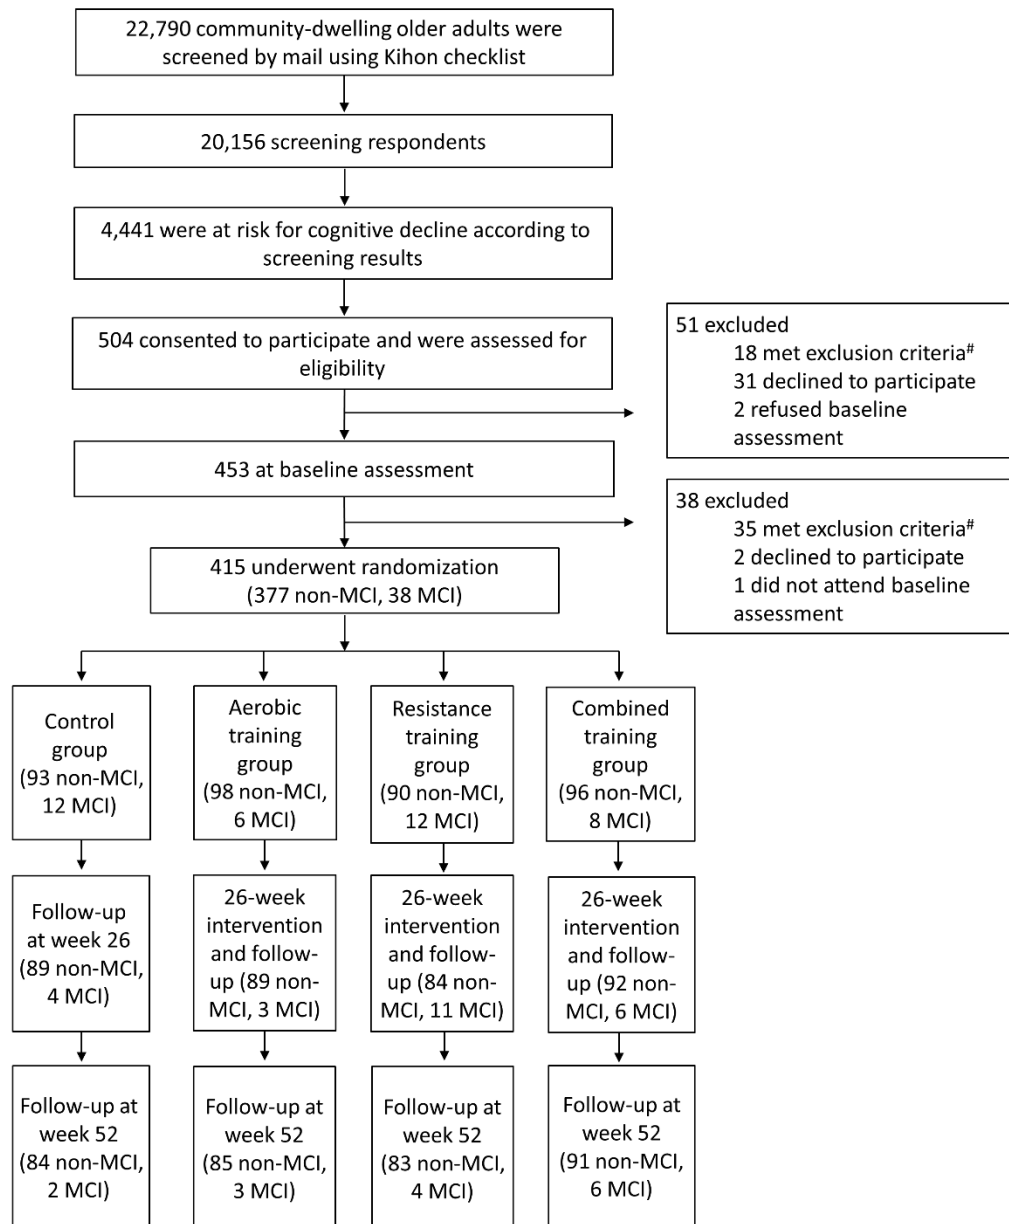 22,790 community-dwelling older adults were
screened by mail using Kihon checklist
20,156 screening respondents
4,441 were at risk for cognitive decline according to
screening results
504 consented to participate and were assessed for
eligibility
51 excluded
18 met exclusion criteria#
31 declined to participate
2 refused baseline
assessment
453 at baseline assessment
38 excluded
35 met exclusion criteria#
2 declined to participate
1 did not attend baseline
assessment
415 underwent randomization
(377 non-MCI, 38 MCI)
Control
group
(93 non-MCI,
12 MCI)
Aerobic
training
group
(98 non-MCI,
6 MCI)
Resistance
training
group
(90 non-MCI,
12 MCI)
Combined
training
group
(96 non-MCI,
8 MCI)
Follow-up
at week 26
(89 non-MCI,
4 MCI)
26-week
intervention
and follow-
up (89 non-
MCI, 3 MCI)
26-week
intervention
and follow-
up (84 non-
MCI, 11 MCI)
26-week
intervention
and follow-
up (92 non-
MCI, 6 MCI)
Follow-up at
week 52
(84 non-MCI,
2 MCI)
Follow-up at
week 52
(85 non-MCI,
3 MCI)
Follow-up at
week 52
(83 non-MCI,
4 MCI)
Follow-up at
week 52
(91 non-MCI,
6 MCI)